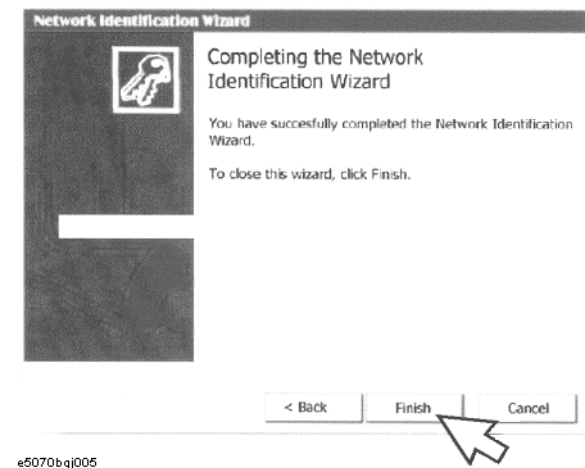 Network Identification Wizard
Completing the Network
Identification Wizard
You have succesfully completed the Network Identification
Wizard.
To close this wizard, click Finish.
< Back
Finish
Cancel
e5070bqj005